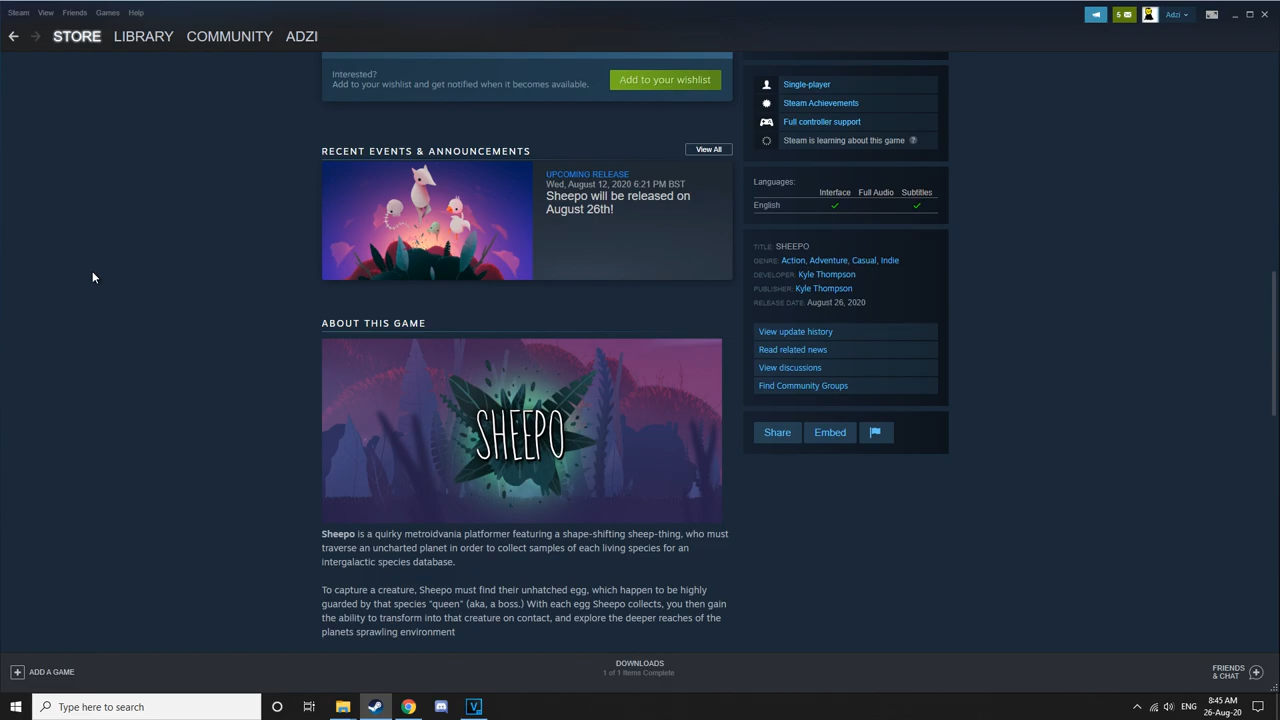 Steam View Friends Games Help
5 Adzi
STORE LIBRARY COMMUNITY ADZI
Interested?
Add to your wishlist and get notified when it becomes available.
Add to your wishlist
RECENT EVENTS & ANNOUNCEMENTS
View All
UPCOMING RELEASE
Wed, August 12, 2020 6:21 PM BST
Sheepo will be released on
August 26th!
ABOUT THIS GAME
SHEEPO
Sheepo is a quirky metroidvania platformer featuring a shape-shifting sheep-thing, who must
traverse an uncharted planet in order to collect samples of each living species for an
intergalactic species database.
To capture a creature, Sheepo must find their unhatched egg, which happen to be highly
guarded by that species "queen" (aka, a boss.) With each egg Sheepo collects, you then gain
the ability to transform into that creature on contact, and explore the deeper reaches of the
planets sprawling environment
Single-player
Steam Achievements
Full controller support
Steam is learning about this game ?
Languages:
Interface Full Audio Subtitles
English ✓ ✓
TITLE: SHEEPO
GENRE: Action, Adventure, Casual, Indie
DEVELOPER: Kyle Thompson
PUBLISHER: Kyle Thompson
RELEASE DATE: August 26, 2020
View update history
Read related news
View discussions
Find Community Groups
Share Embed
ADD A GAME
DOWNLOADS
1 of 1 Items Complete
FRIENDS
& CHAT
Type here to search
V
ENG
8:45 AM
26-Aug-20